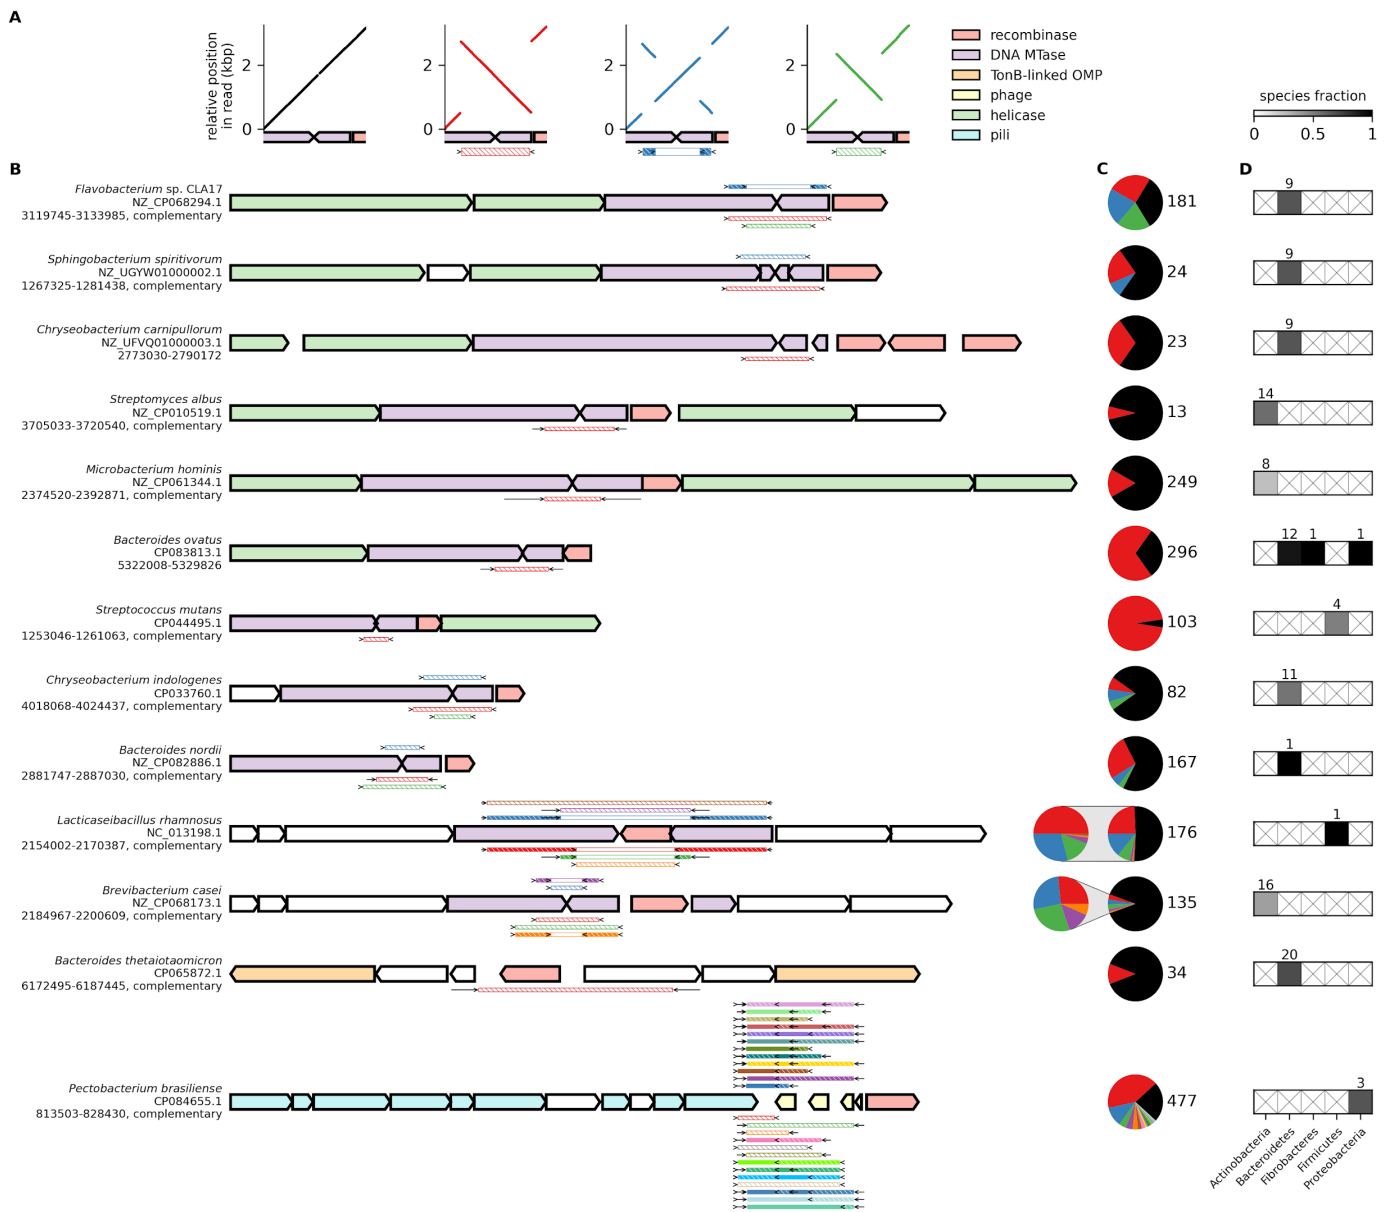 A
relative position
in read (kbp)
2
0
2
0
2
0
2
0
recombinase
DNA MTase
TonB-linked OMP
phage
helicase
pili
species fraction
0 0.5 1
B
C
D
Flavobacterium sp. CLA17
NZ_CP068294.1
3119745-3133985, complementary
181
9
Sphingobacterium spiritivorum
NZ_UGYW01000002.1
1267325-1281438, complementary
24
9
Chryseobacterium carnipullorum
NZ_UFVQ01000003.1
2773030-2790172
23
9
Streptomyces albus
NZ_CP010519.1
3705033-3720540, complementary
13
14
Microbacterium hominis
NZ_CP061344.1
2374520-2392871, complementary
249
8
Bacteroides ovatus
CP083813.1
5322008-5329826
296
12 1 1
Streptococcus mutans
CP044495.1
1253046-1261063, complementary
103
4
Chryseobacterium indologenes
CP033760.1
4018068-4024437, complementary
82
11
Bacteroides nordii
NZ_CP082886.1
2881747-2887030, complementary
167
1
Lacticaseibacillus rhamnosus
NC_013198.1
2154002-2170387, complementary
176
1
Brevibacterium casei
NZ_CP068173.1
2184967-2200609, complementary
135
16
Bacteroides thetaiotaomicron
CP065872.1
6172495-6187445, complementary
34
20
Pectobacterium brasiliense
CP084655.1
813503-828430, complementary
477
3
Actinobacteria
Bacteroidetes
Fibrobacteres
Firmicutes
Proteobacteria